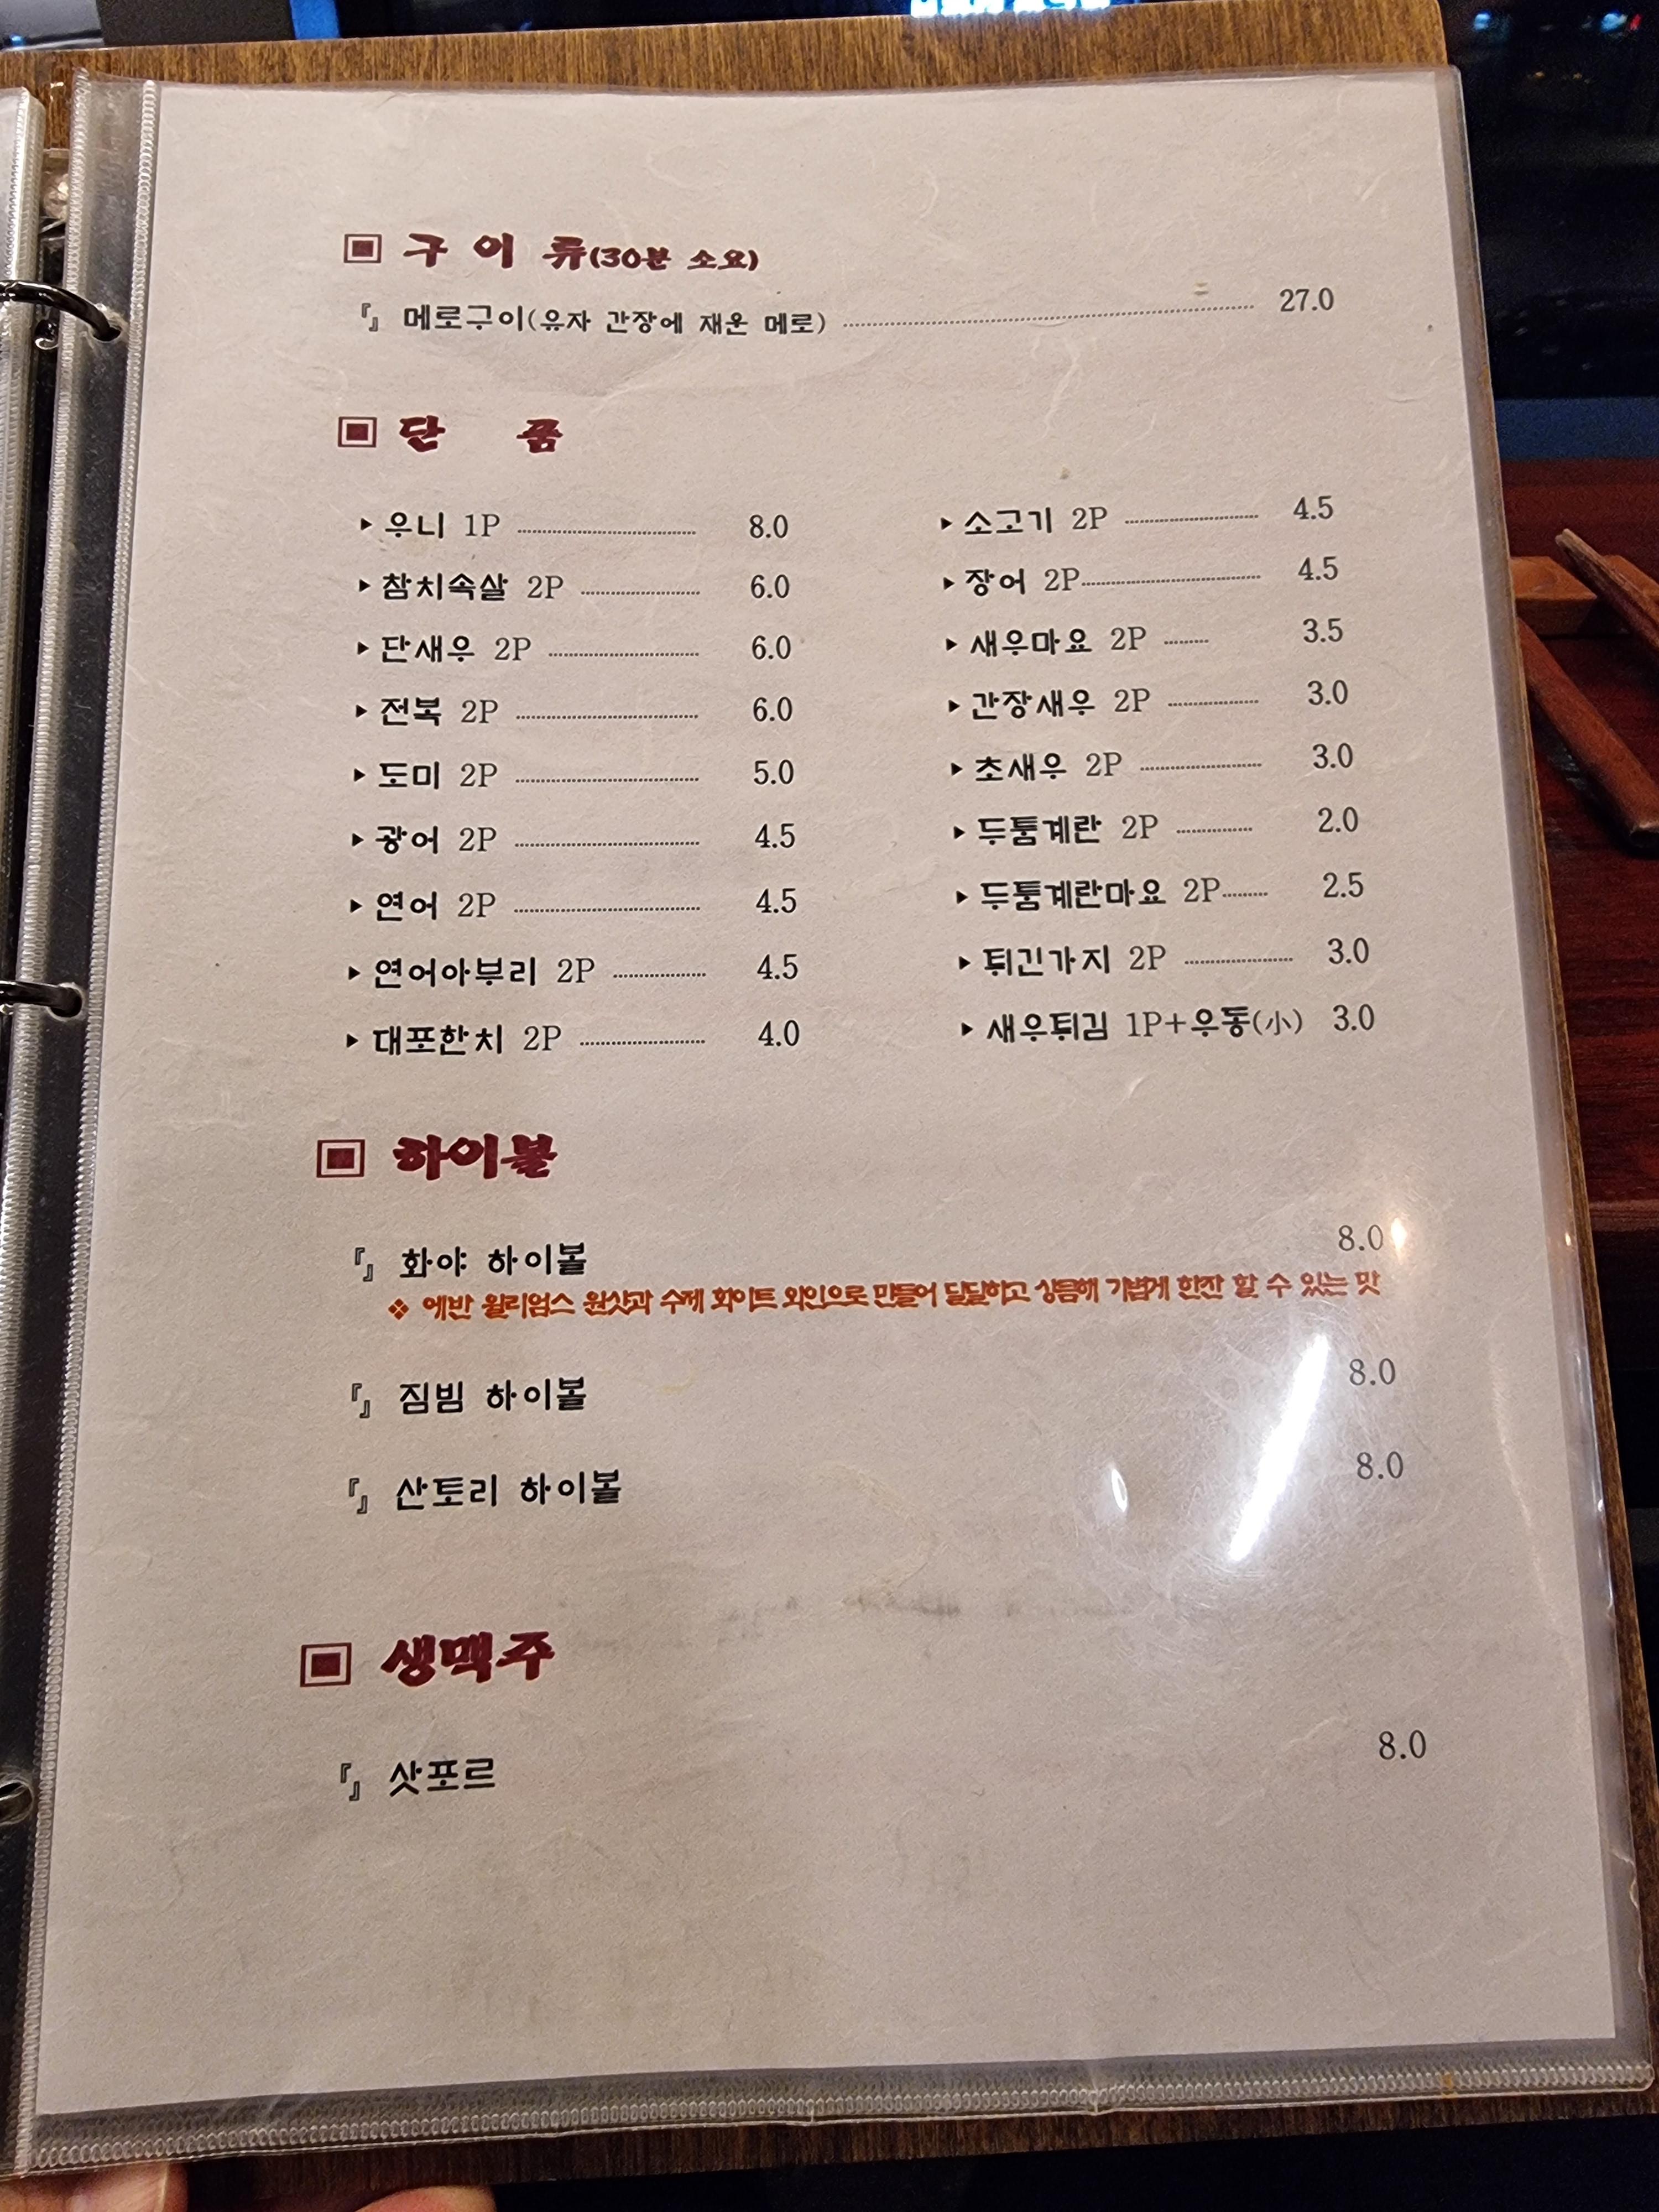 ▣ 구 이 류(30분 소요)
『』 메로구이(유자 간장에 재운 메로) 27.0
▣ 단 품
▸우니 1P 8.0
▸참치속살 2P 6.0
▸단새우 2P 6.0
▸전복 2P 6.0
▸도미 2P 5.0
▸광어 2P 4.5
▸연어 2P 4.5
▸연어아부리 2P 4.5
▸대포한치 2P 4.0
▸소고기 2P 4.5
▸장어 2P 4.5
▸새우마요 2P 3.5
▸간장새우 2P 3.0
▸초새우 2P 3.0
▸두툼계란 2P 2.0
▸두툼계란마요 2P 2.5
▸튀긴가지 2P 3.0
▸새우튀김 1P+우동(小) 3.0
▣ 하이볼
『』 화야 하이볼 8.0
❖ 에반 윌리엄스 원샷과 수제 화이트 와인으로 만들어 달달하고 상큼해 가볍게 한잔 할 수 있는 맛
『』 짐빔 하이볼 8.0
『』 산토리 하이볼 8.0
▣ 생맥주
『』 삿포르 8.0